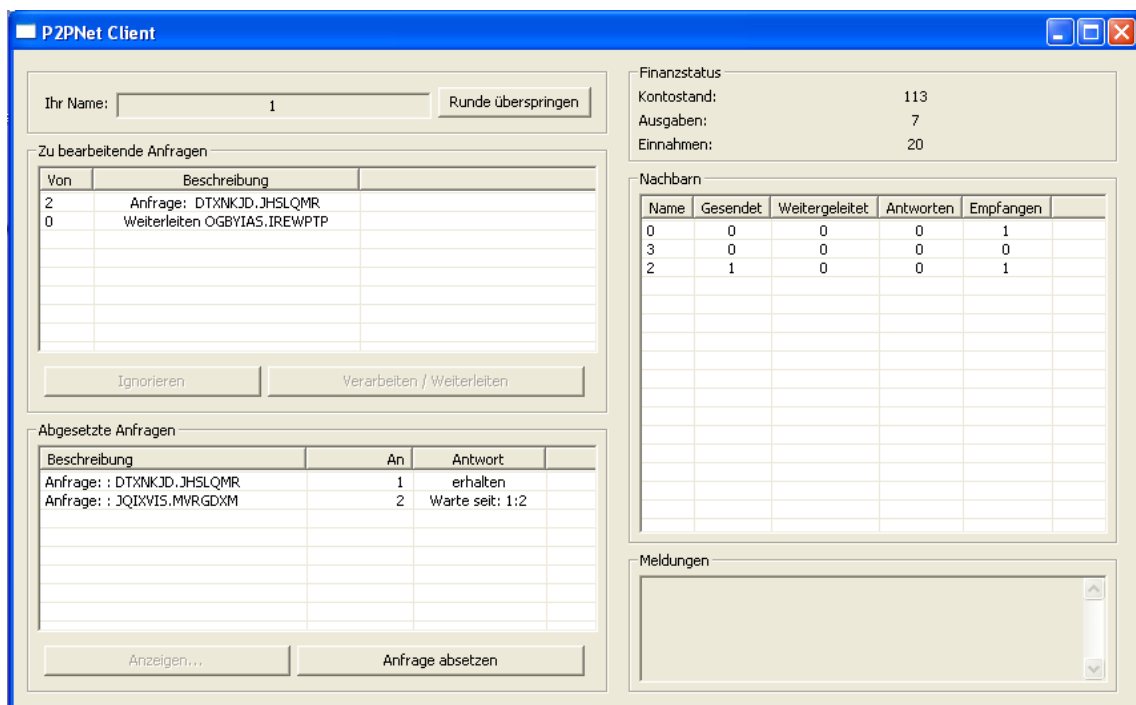 P2PNet Client
Ihr Name: 1 Runde überspringen
Zu bearbeitende Anfragen
Von Beschreibung
2 Anfrage: DTXNKJD.JHSLQMR
0 Weiterleiten OGBYIAS.IREWPTP
Ignorieren Verarbeiten / Weiterleiten
Abgesetzte Anfragen
Beschreibung An Antwort
Anfrage: : DTXNKJD.JHSLQMR 1 erhalten
Anfrage: : JQIXVIS.MVRGDXM 2 Warte seit: 1:2
Anzeigen... Anfrage absetzen
Finanzstatus
Kontostand: 113
Ausgaben: 7
Einnahmen: 20
Nachbarn
Name Gesendet Weitergeleitet Antworten Empfangen
0 0 0 0 1
3 0 0 0 0
2 1 0 0 1
Meldungen